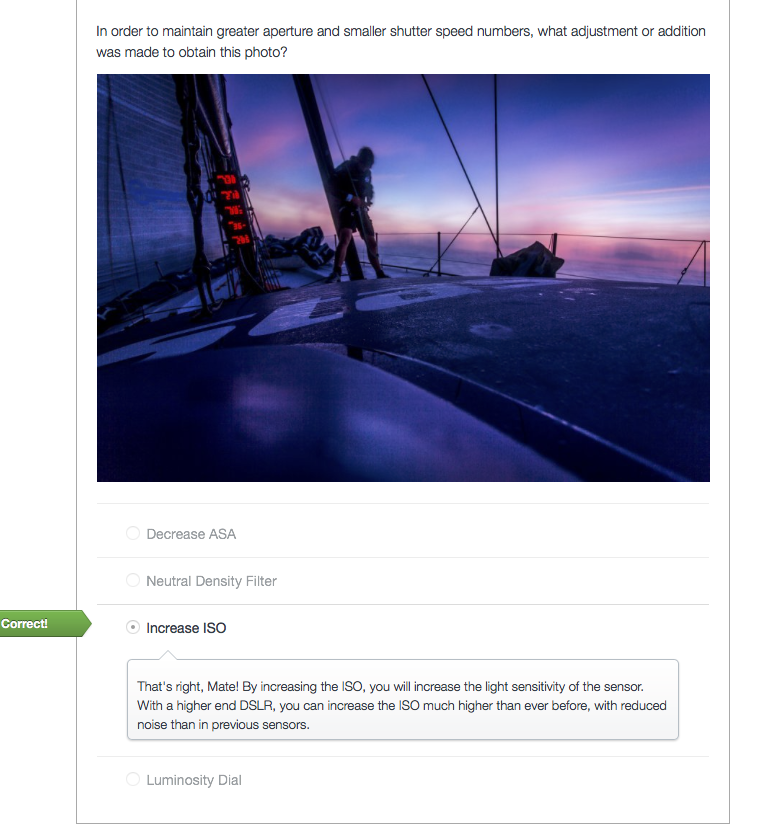 In order to maintain greater aperture and smaller shutter speed numbers, what adjustment or addition
was made to obtain this photo?
Decrease ASA
Neutral Density Filter
Correct!
Increase ISO
That's right, Mate! By increasing the ISO, you will increase the light sensitivity of the sensor.
With a higher end DSLR, you can increase the ISO much higher than ever before, with reduced
noise than in previous sensors.
Luminosity Dial